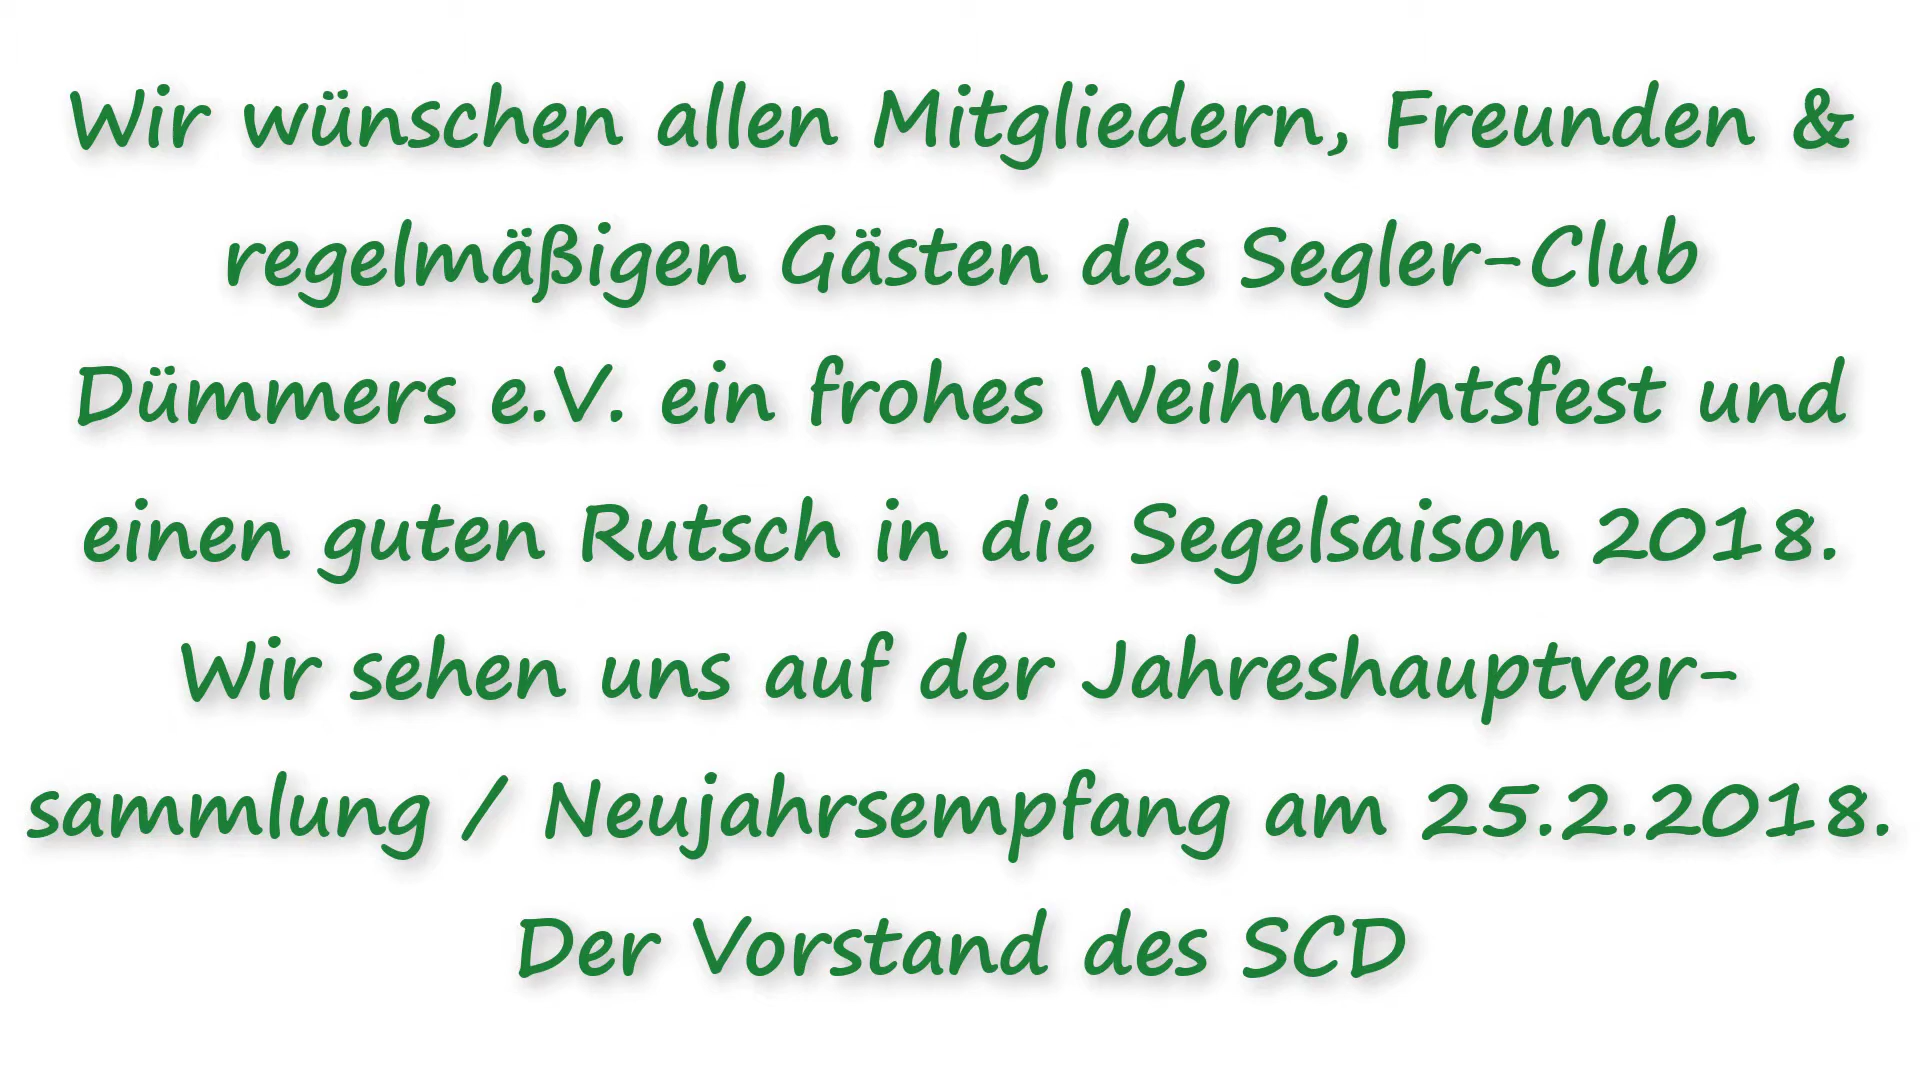 Wir wünschen allen Mitgliedern, Freunden &
regelmäßigen Gästen des Segler-Club
Dümmers e.V. ein frohes Weihnachtsfest und
einen guten Rutsch in die Segelsaison 2018.
Wir sehen uns auf der Jahreshauptver-
sammlung / Neujahrsempfang am 25.2.2018.
Der Vorstand des SCD